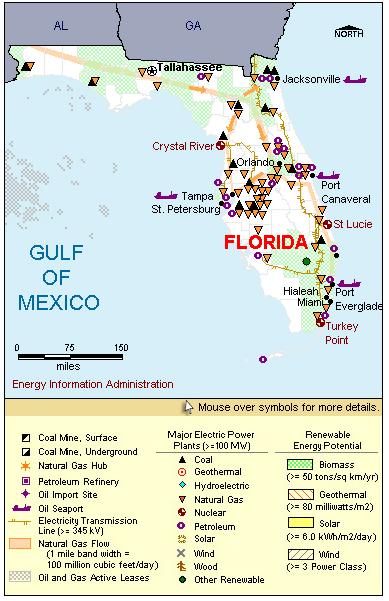 AL
GA
NORTH
Tallahassee
Jacksonville
Crystal River
Orlando
Port
Canaveral
Tampa
St. Petersburg
St Lucie
FLORIDA
GULF
OF
MEXICO
Hialeah
Miami
Port
Everglade
Turkey
Point
0 75 150
miles
Energy Information Administration
Mouse over symbols for more details.
Coal Mine, Surface
Coal Mine, Underground
Natural Gas Hub
Petroleum Refinery
Oil Import Site
Oil Seaport
Electricity Transmission
Line (>= 345 kV)
Natural Gas Flow
(1 mile band width =
100 million cubic feet/day)
Oil and Gas Active Leases
Major Electric Power
Plants (>=100 MW)
Coal
Geothermal
Hydroelectric
Natural Gas
Nuclear
Petroleum
Solar
Wind
Wood
Other Renewable
Renewable
Energy Potential
Biomass
(>= 50 tons/sq km/yr)
Geothermal
(>= 80 milliwatts/m2)
Solar
(>= 6.0 kWh/m2/day)
Wind
(>= 3 Power Class)